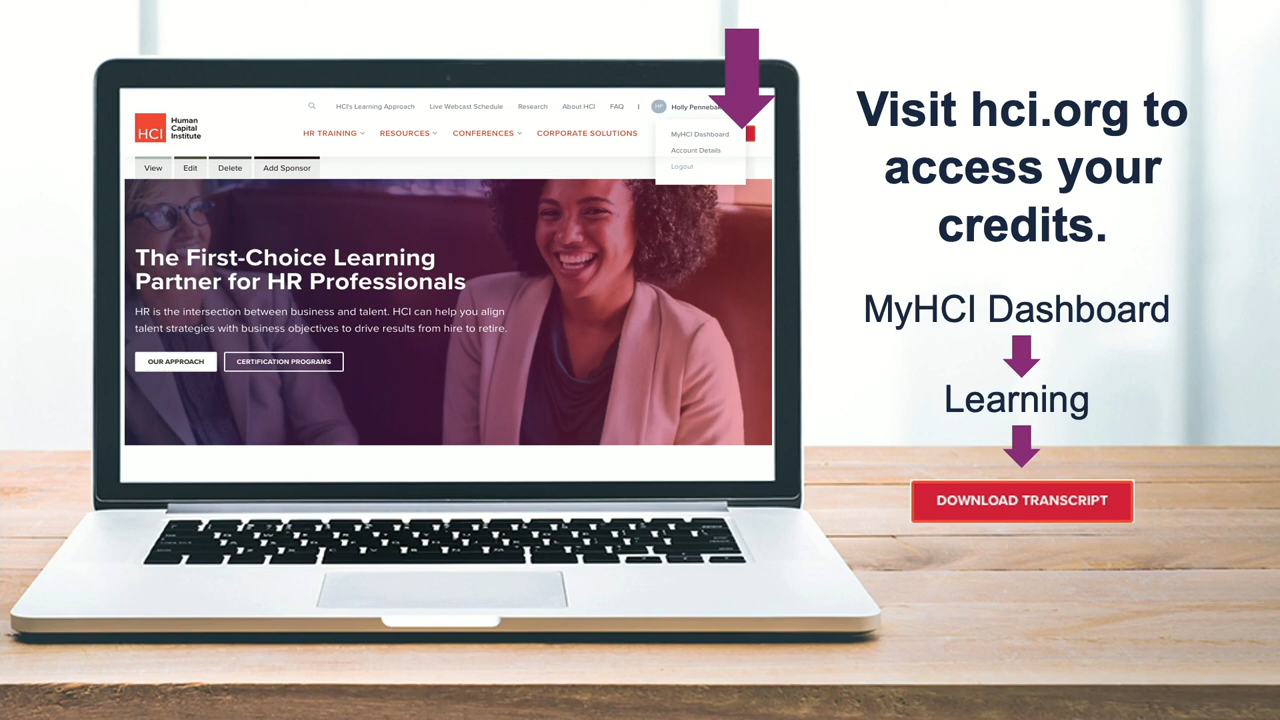 HCI's Learning Approach Live Webcast Schedule Research About HCI FAQ | HP Holly
HCI Human
Capital
Institute
HR TRAINING RESOURCES CONFERENCES CORPORATE SOLUTIONS
MyHCI Dashboard
Account Details
Logout
View Edit Delete Add Sponsor
The First-Choice Learning
Partner for HR Professionals
HR is the intersection between business and talent. HCI can help you align
talent strategies with business objectives to drive results from hire to retire.
OUR APPROACH CERTIFICATION PROGRAMS
Visit hci.org to
access your
credits.
MyHCI Dashboard
Learning
DOWNLOAD TRANSCRIPT